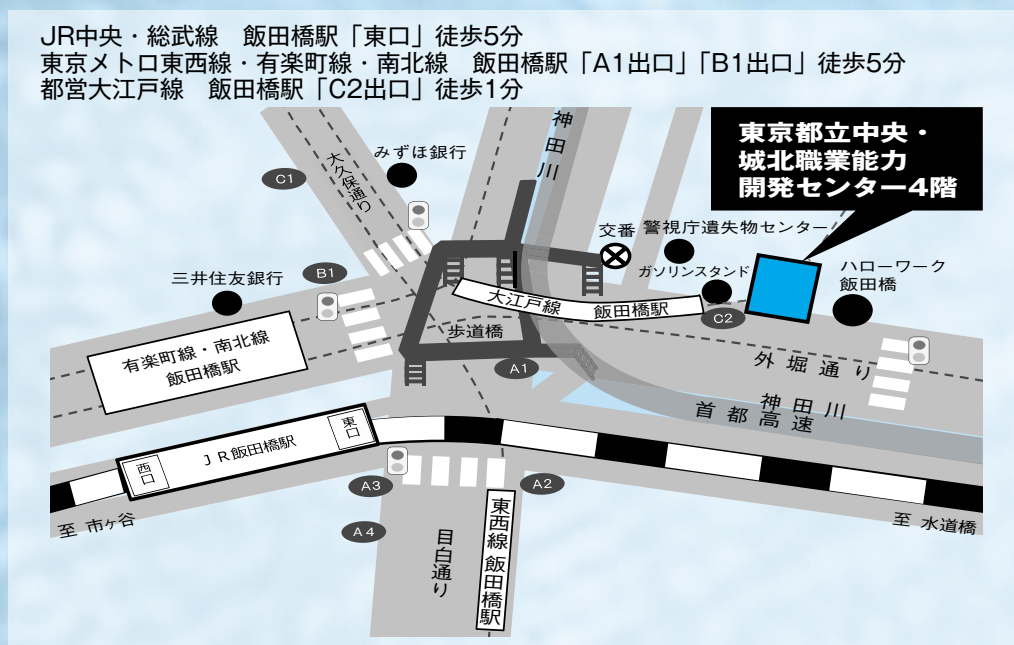 JR中央・総武線　飯田橋駅「東口」徒歩5分
東京メトロ東西線・有楽町線・南北線　飯田橋駅「A1出口」「B1出口」徒歩5分
都営大江戸線　飯田橋駅「C2出口」徒歩1分
東京都立中央・
城北職業能力
開発センター4階
神田川
大久保通り
みずほ銀行
C1
交番
警視庁遺失物センター
ガソリンスタンド
ハローワーク
飯田橋
三井住友銀行
B1
大江戸線　飯田橋駅
C2
歩道橋
有楽町線・南北線
飯田橋駅
A1
外堀通り
神田川
首都高速
東口
JR飯田橋駅
西口
A3
A2
A4
至 市ヶ谷
至 水道橋
目白通り
東西線 飯田橋駅